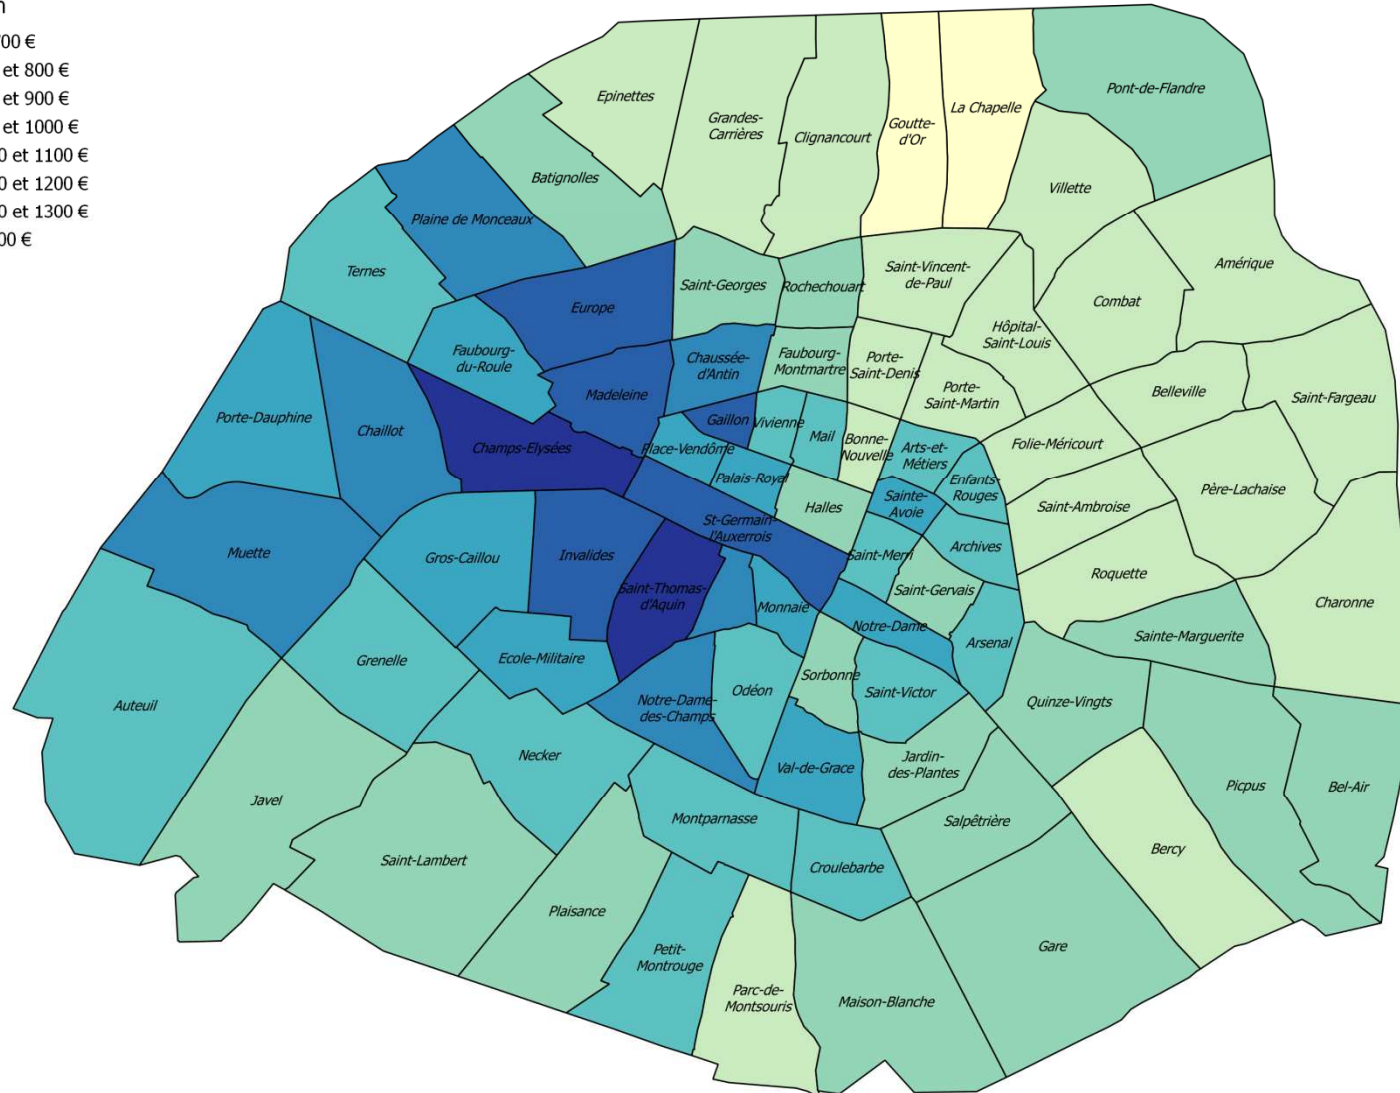 n
00 €
et 800 €
et 900 €
et 1000 €
0 et 1100 €
0 et 1200 €
0 et 1300 €
00 €
Epinettes
Grandes-
Carrières
Clignancourt
Goutte-
d'Or
La Chapelle
Pont-de-Flandre
Batignolles
Villette
Plaine de Monceaux
Ternes
Amérique
Saint-Georges
Rochechouart
Saint-Vincent-
de-Paul
Combat
Europe
Hôpital-
Saint-Louis
Faubourg-
du-Roule
Chaussée-
d'Antin
Faubourg-
Montmartre
Porte-
Saint-Denis
Porte-
Saint-Martin
Belleville
Saint-Fargeau
Madeleine
Porte-Dauphine
Chaillot
Champs-Elysées
Gaillon
Vivienne
Mail
Bonne-
Nouvelle
Place-Vendôme
Arts-et-
Métiers
Folie-Méricourt
Palais-Royal
Enfants-
Rouges
Père-Lachaise
Halles
Sainte-
Avoie
Saint-Ambroise
St-Germain-
l'Auxerrois
Muette
Gros-Caillou
Invalides
Saint-Merri
Archives
Roquette
Saint-Thomas-
d'Aquin
Saint-Gervais
Charonne
Monnaie
Notre-Dame
Sainte-Marguerite
Arsenal
Grenelle
Ecole-Militaire
Sorbonne
Odéon
Saint-Victor
Auteuil
Notre-Dame-
des-Champs
Quinze-Vingts
Necker
Val-de-Grace
Jardin-
des-Plantes
Picpus
Bel-Air
Javel
Montparnasse
Salpêtrière
Saint-Lambert
Croulebarbe
Bercy
Plaisance
Petit-
Montrouge
Gare
Parc-de-
Montsouris
Maison-Blanche